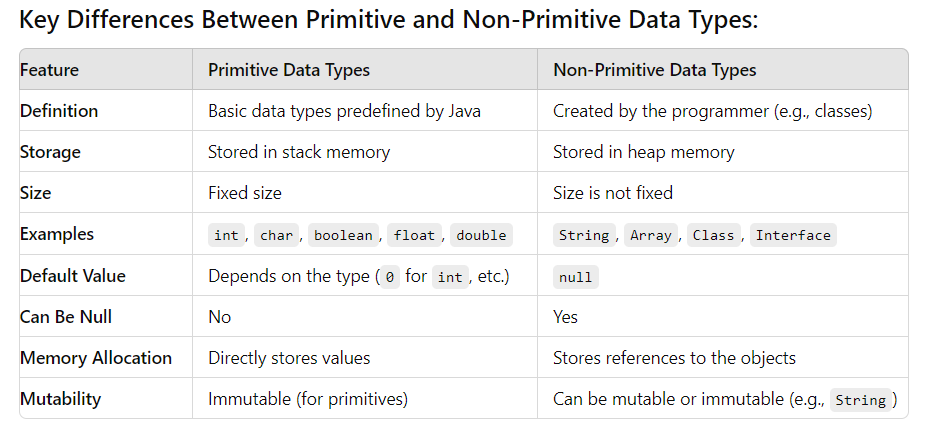 Key Differences Between Primitive and Non-Primitive Data Types:
Feature Primitive Data Types Non-Primitive Data Types
Definition Basic data types predefined by Java Created by the programmer (e.g., classes)
Storage Stored in stack memory Stored in heap memory
Size Fixed size Size is not fixed
Examples int, char, boolean, float, double String, Array, Class, Interface
Default Value Depends on the type (0 for int, etc.) null
Can Be Null No Yes
Memory Allocation Directly stores values Stores references to the objects
Mutability Immutable (for primitives) Can be mutable or immutable (e.g., String)